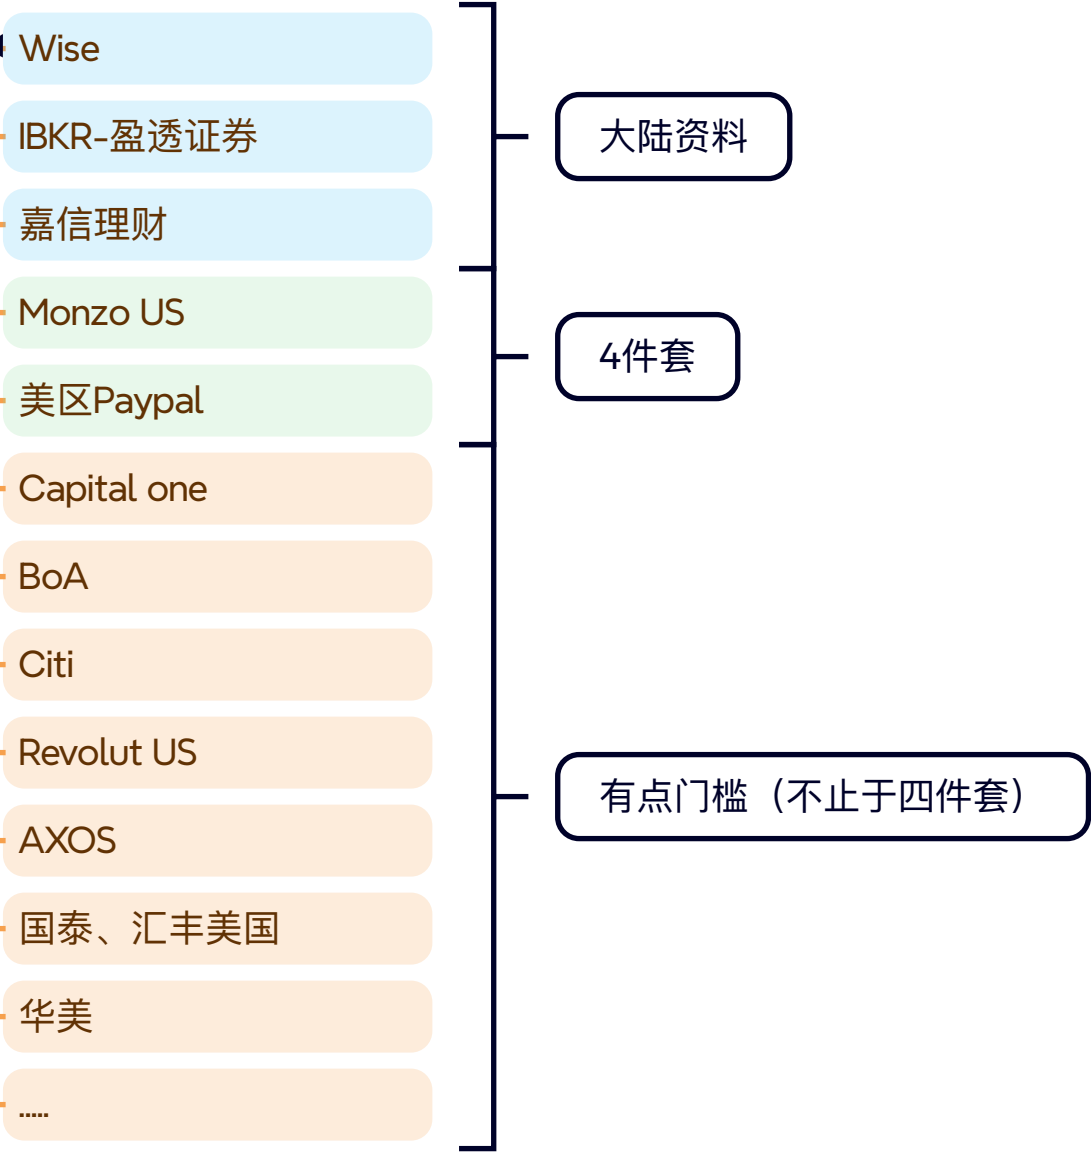 Wise
IBKR-盈透证券
嘉信理财
大陆资料
Monzo US
美区Paypal
4件套
Capital one
BoA
Citi
Revolut US
AXOS
国泰、汇丰美国
华美
.....
有点门槛（不止于四件套）